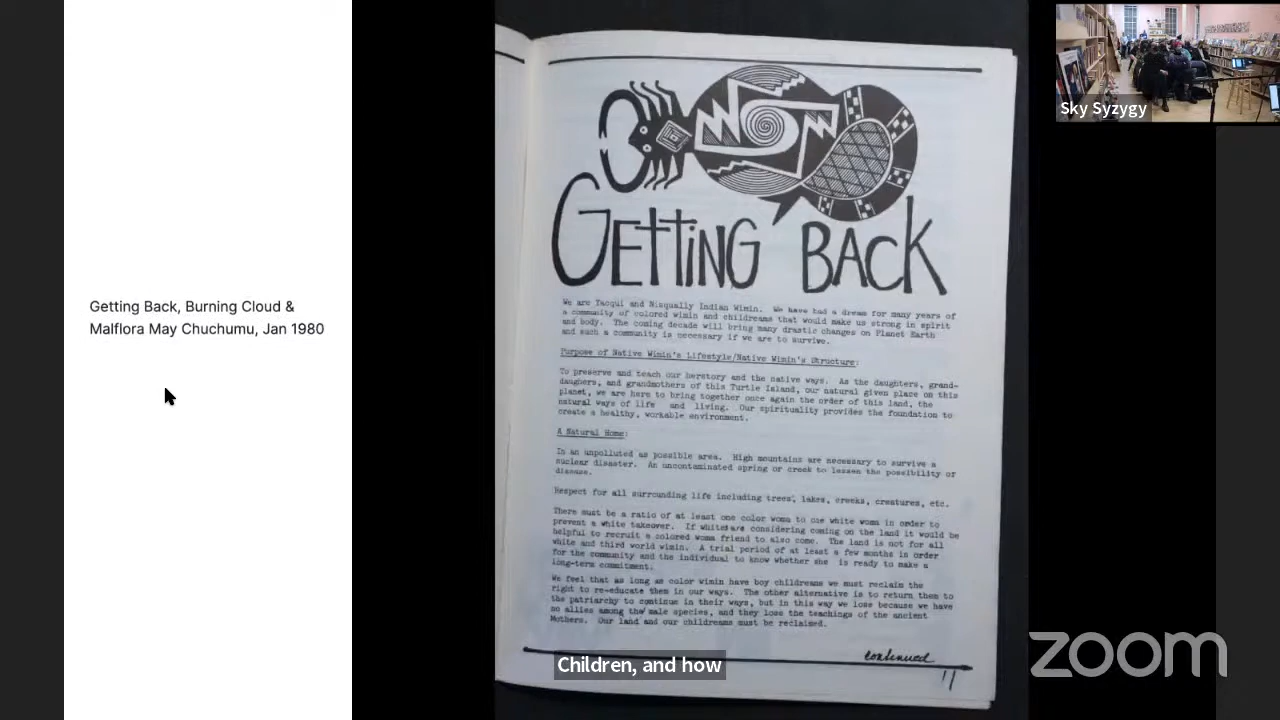 Getting Back, Burning Cloud &
Malflora May Chuchumu, Jan 1980
GEttiNG BACK
We are Yacqui and Nisqually Indian Wimin. We have had a dream for many years of
a community of colored wimin and childreams that would make us strong in spirit
and body. The coming decade will bring many drastic changes on Planet Earth
and such a community is necessary if we are to survive.
Purpose of Native Wimin's Lifestyle/Native Wimin's Structure:
To preserve and teach our herstory and the native ways. As the daughters, grand-
daughers, and grandmothers of this Turtle Island, our natural given place on this
planet, we are here to bring together once again the order of this land, the
natural ways of life and living. Our spirituality provides the foundation to
create a healthy, workable environment.
A Natural Home:
In an unpolluted as possible area. High mountains are necessary to survive a
nuclear disaster. An uncontaminated spring or creek to lessen the possibility of
disease.
Respect for all surrounding life including trees, lakes, creeks, creatures, etc.
There must be a ratio of at least one color womn to one white womn in order to
prevent a white takeover. If whites are considering coming on the land it would be
helpful to recruit a colored womn friend to also come. The land is not for all
white and third world wimin. A trial period of at least a few months in order
for the community and the individual to know whether she is ready to make a
long-term commitment.
We feel that as long as color wimin have boy childreams we must reclaim the
right to re-educate them in our ways. The other alternative is to return them to
the patriarchy to continue in their ways, but in this way we lose because we have
no allies among the male species, and they lose the teachings of the ancient
Mothers. Our land and our childreams must be reclaimed.
continued
11
Children, and how
Sky Syzygy
zoom